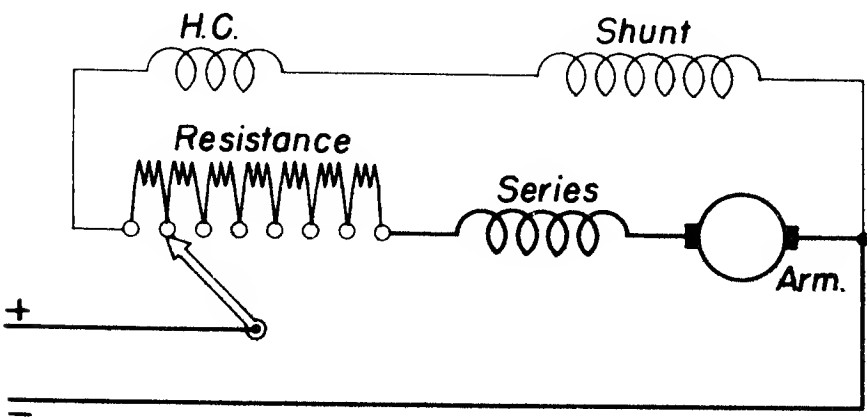 H.C.
Shunt
Resistance
Series
Arm.
+
−